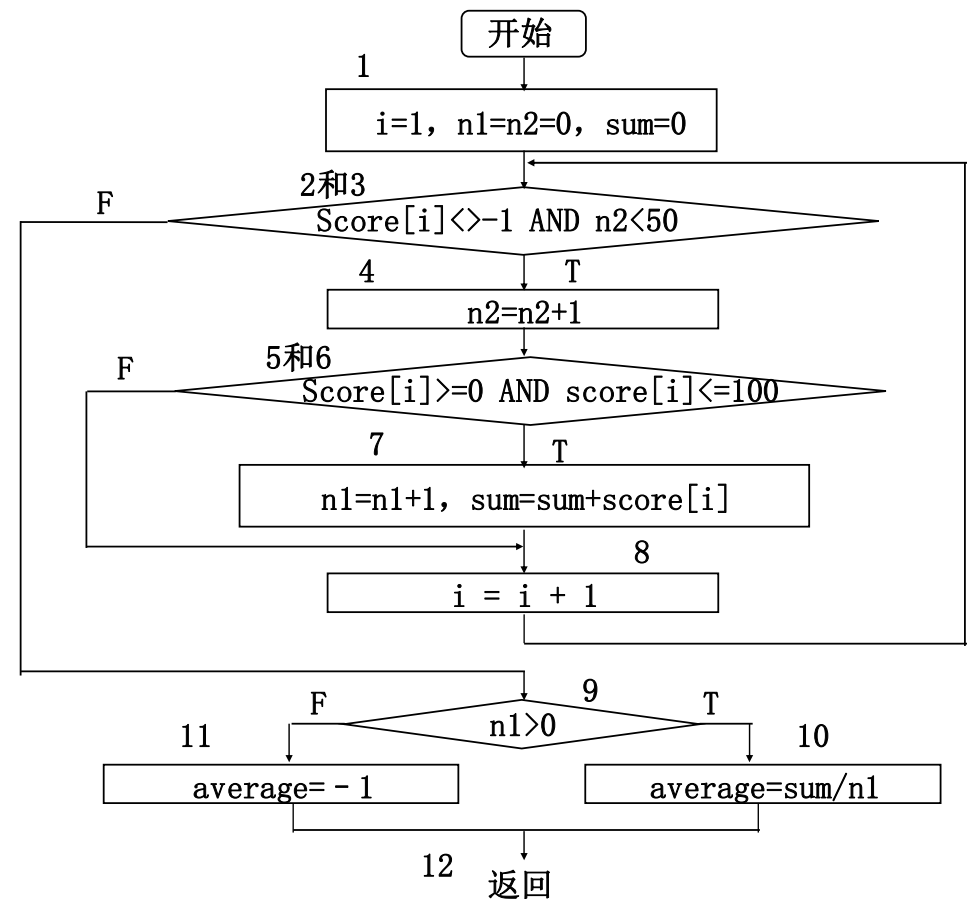 开始
1
i=1, n1=n2=0, sum=0
2和3
F
Score[i]<>-1 AND n2<50
4
T
n2=n2+1
5和6
F
Score[i]>=0 AND score[i]<=100
7
T
n1=n1+1, sum=sum+score[i]
8
i = i + 1
9
F
T
n1>0
11
10
average=-1
average=sum/n1
12
返回